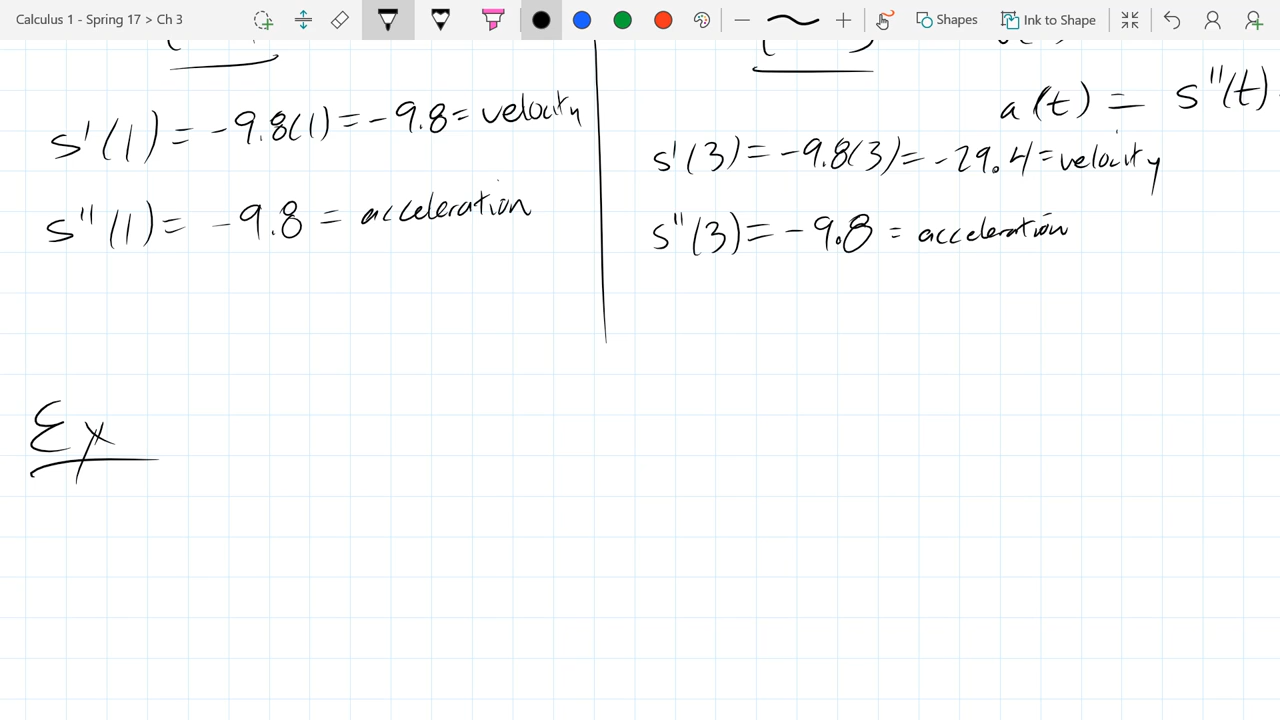 Calculus 1 - Spring 17 > Ch 3
Shapes
Ink to Shape
s'(1) = -9.8(1) = -9.8 = velocity
s''(1) = -9.8 = acceleration
a(t) = s''(t)
s'(3) = -9.8(3) = -29.4 = velocity
s''(3) = -9.8 = acceleration
Ex